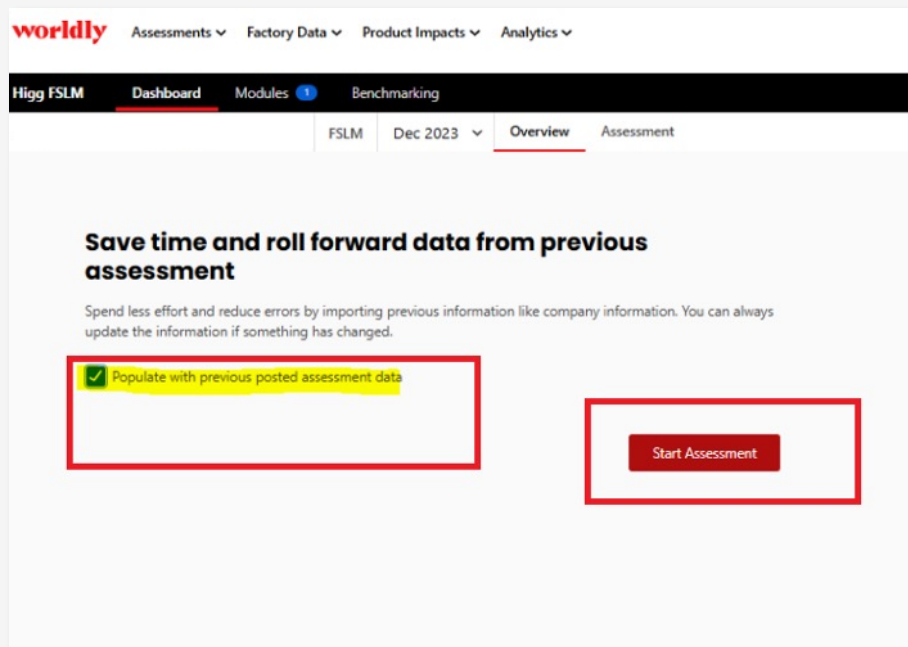 worldly Assessments Factory Data Product Impacts Analytics
Higg FSLM Dashboard Modules 1 Benchmarking
FSLM Dec 2023 Overview Assessment
Save time and roll forward data from previous
assessment
Spend less effort and reduce errors by importing previous information like company information. You can always
update the information if something has changed.
Populate with previous posted assessment data
Start Assessment